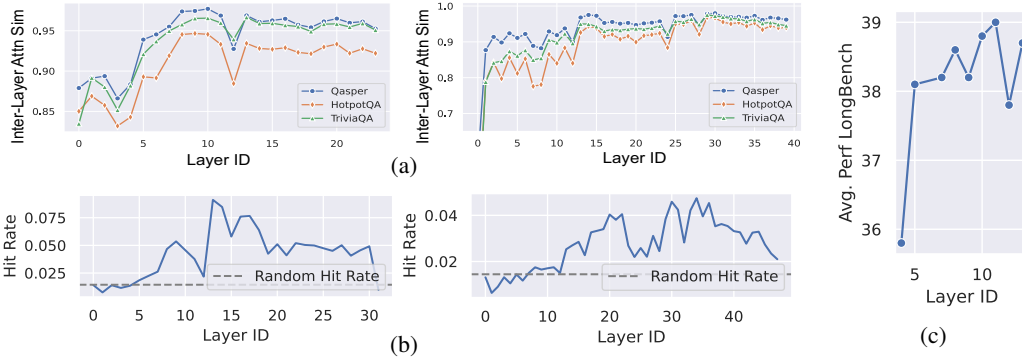 Inter-Layer Attn Sim
0.95
0.90
0.85
Qasper
HotpotQA
TriviaQA
0 5 10 15 20
Layer ID
Inter-Layer Attn Sim
1.0
0.9
0.8
0.7
Qasper
HotpotQA
TriviaQA
0 5 10 15 20 25 30 35 40
Layer ID
(a)
Hit Rate
0.075
0.050
0.025
Random Hit Rate
0 5 10 15 20 25 30
Layer ID
Hit Rate
0.04
0.02
Random Hit Rate
0 10 20 30 40
Layer ID
(b)
Avg. Perf LongBench
39
38
37
36
5 10
Layer ID
(c)